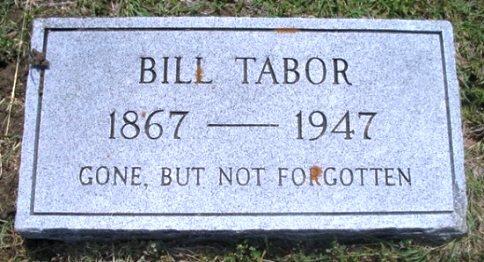 BILL TABOR
1867 — 1947
GONE, BUT NOT FORGOTTEN